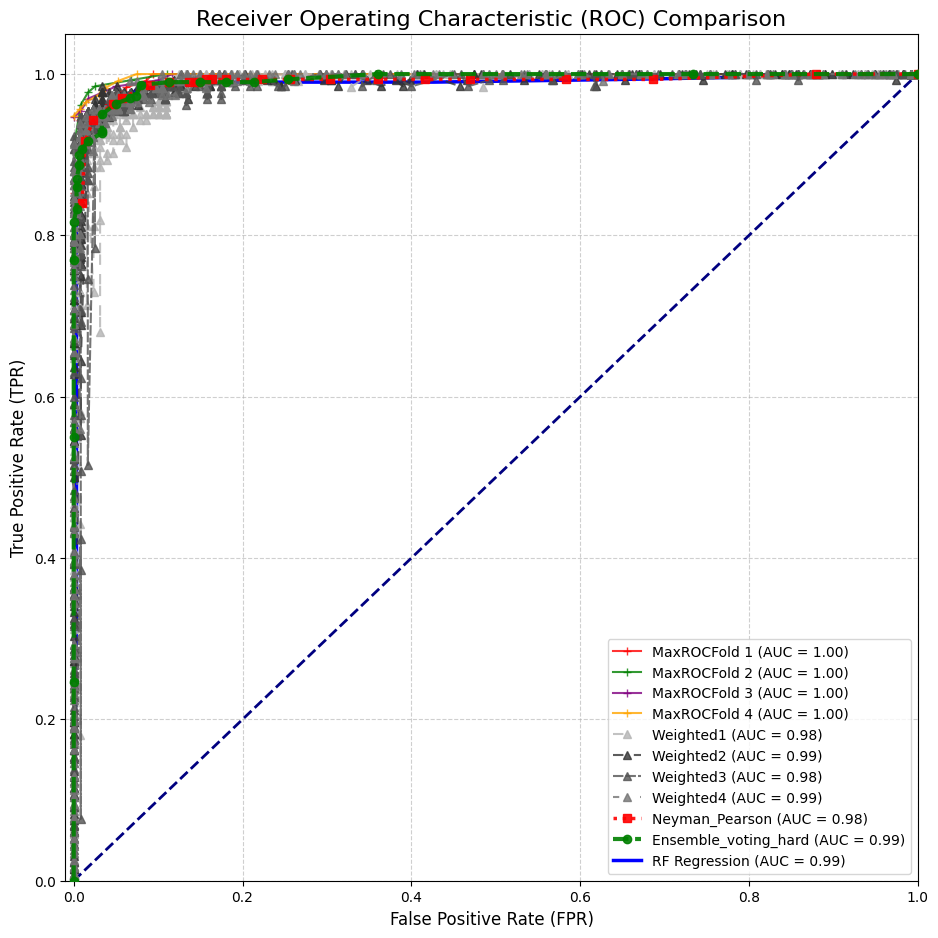 Receiver Operating Characteristic (ROC) Comparison
True Positive Rate (TPR)
1.0
0.8
0.6
0.4
0.2
0.0
MaxROCFold 1 (AUC = 1.00)
MaxROCFold 2 (AUC = 1.00)
MaxROCFold 3 (AUC = 1.00)
MaxROCFold 4 (AUC = 1.00)
Weighted1 (AUC = 0.98)
Weighted2 (AUC = 0.99)
Weighted3 (AUC = 0.98)
Weighted4 (AUC = 0.99)
Neyman_Pearson (AUC = 0.98)
Ensemble_voting_hard (AUC = 0.99)
RF Regression (AUC = 0.99)
0.0 0.2 0.4 0.6 0.8 1.0
False Positive Rate (FPR)